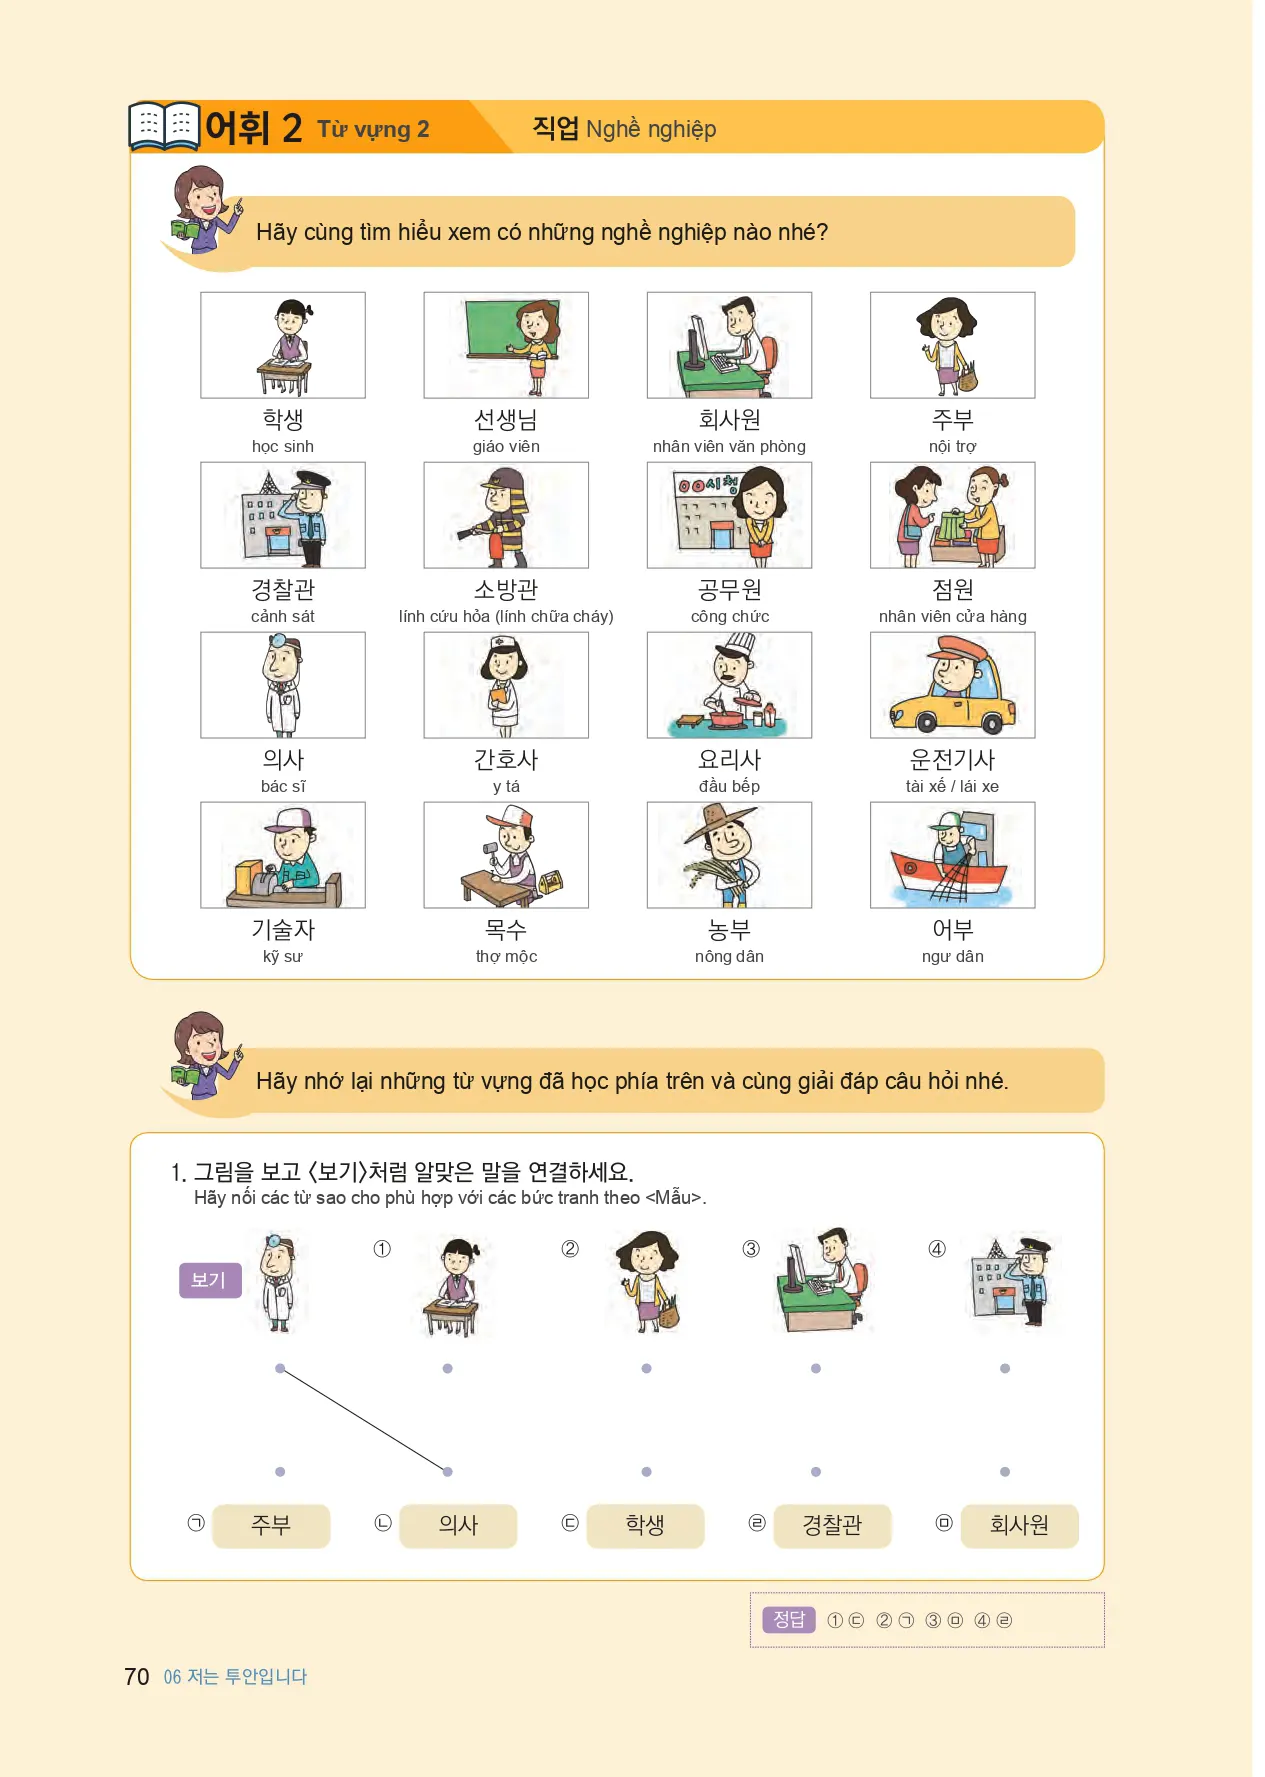 어휘 2 Từ vựng 2 직업 Nghề nghiệp
Hãy cùng tìm hiểu xem có những nghề nghiệp nào nhé?
학생 선생님 회사원 주부
học sinh giáo viên nhân viên văn phòng nội trợ
시청
경찰관 소방관 공무원 점원
cảnh sát lính cứu hỏa (lính chữa cháy) công chức nhân viên cửa hàng
의사 간호사 요리사 운전기사
bác sĩ y tá đầu bếp tài xế / lái xe
기술자 목수 농부 어부
kỹ sư thợ mộc nông dân ngư dân
Hãy nhớ lại những từ vựng đã học phía trên và cùng giải đáp câu hỏi nhé.
1. 그림을 보고 〈보기〉처럼 알맞은 말을 연결하세요.
Hãy nối các từ sao cho phù hợp với các bức tranh theo <Mẫu>.
보기 ① ② ③ ④
㉠ 주부 ㉡ 의사 ㉢ 학생 ㉣ 경찰관 ㉤ 회사원
정답 ① ㉢ ② ㉠ ③ ㉤ ④ ㉣
70 06 저는 투안입니다